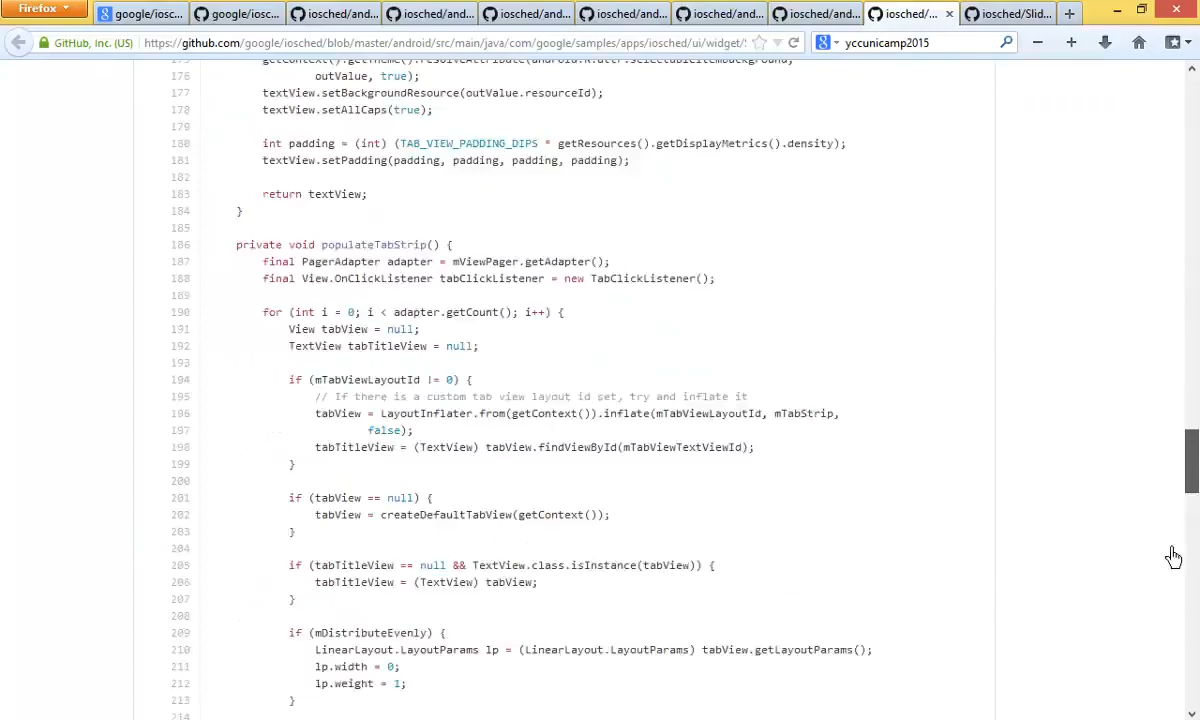 Firefox
google/iosc...
google/iosc...
iosched/and...
iosched/and...
iosched/and...
iosched/and...
iosched/and...
iosched/and...
iosched/...
iosched/Slid...
GitHub, Inc. (US)
https://github.com/google/iosched/blob/master/android/src/main/java/com/google/samples/apps/iosched/ui/widget/
yccunicamp2015
175 getContext().getTheme().resolveAttribute(android.R.attr.selectableItemBackground,
176 outValue, true);
177 textView.setBackgroundResource(outValue.resourceId);
178 textView.setAllCaps(true);
179
180 int padding = (int) (TAB_VIEW_PADDING_DIPS * getResources().getDisplayMetrics().density);
181 textView.setPadding(padding, padding, padding, padding);
182
183 return textView;
184 }
185
186 private void populateTabStrip() {
187 final PagerAdapter adapter = mViewPager.getAdapter();
188 final View.OnClickListener tabClickListener = new TabClickListener();
189
190 for (int i = 0; i < adapter.getCount(); i++) {
191 View tabView = null;
192 TextView tabTitleView = null;
193
194 if (mTabViewLayoutId != 0) {
195 // If there is a custom tab view layout id set, try and inflate it
196 tabView = LayoutInflater.from(getContext()).inflate(mTabViewLayoutId, mTabStrip,
197 false);
198 tabTitleView = (TextView) tabView.findViewById(mTabViewTextViewId);
199 }
200
201 if (tabView == null) {
202 tabView = createDefaultTabView(getContext());
203 }
204
205 if (tabTitleView == null && TextView.class.isInstance(tabView)) {
206 tabTitleView = (TextView) tabView;
207 }
208
209 if (mDistributeEvenly) {
210 LinearLayout.LayoutParams lp = (LinearLayout.LayoutParams) tabView.getLayoutParams();
211 lp.width = 0;
212 lp.weight = 1;
213 }
214